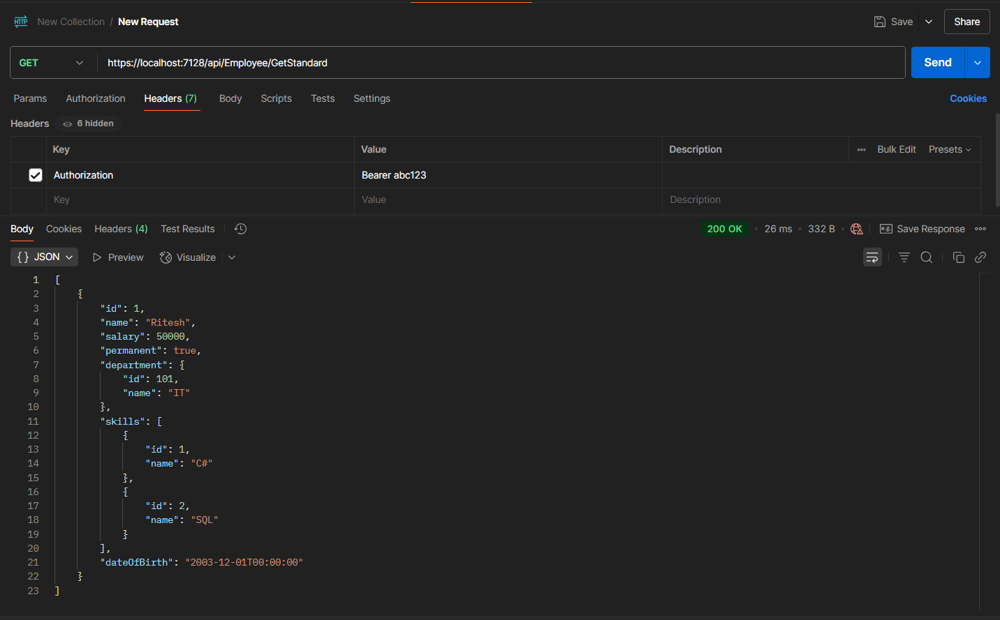 HTTP New Collection / New Request Save Share
GET https://localhost:7128/api/Employee/GetStandard Send
Params Authorization Headers (7) Body Scripts Tests Settings Cookies
Headers 6 hidden
Key Value Description Bulk Edit Presets
Authorization Bearer abc123
Key Value Description
Body Cookies Headers (4) Test Results 200 OK 26 ms 332 B e.g. Save Response
{} JSON Preview Visualize
1 [
2 {
3 "id": 1,
4 "name": "Ritesh",
5 "salary": 50000,
6 "permanent": true,
7 "department": {
8 "id": 101,
9 "name": "IT"
10 },
11 "skills": [
12 {
13 "id": 1,
14 "name": "C#"
15 },
16 {
17 "id": 2,
18 "name": "SQL"
19 }
20 ],
21 "dateOfBirth": "2003-12-01T00:00:00"
22 }
23 ]